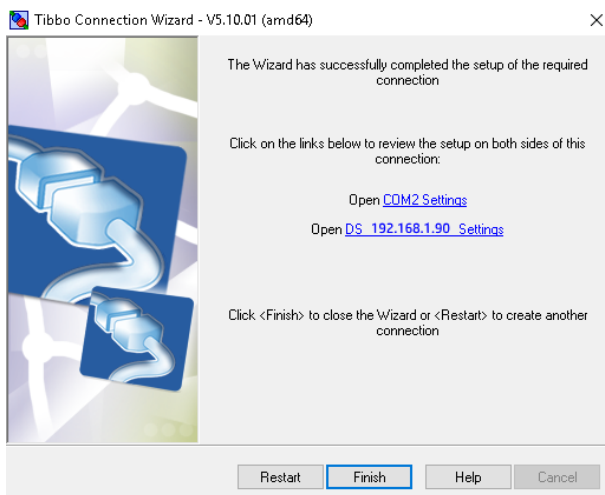 Tibbo Connection Wizard - V5.10.01 (amd64)
The Wizard has successfully completed the setup of the required
connection
Click on the links below to review the setup on both sides of this
connection:
Open COM2 Settings
Open DS 192.168.1.90 Settings
Click <Finish> to close the Wizard or <Restart> to create another
connection
Restart Finish Help Cancel